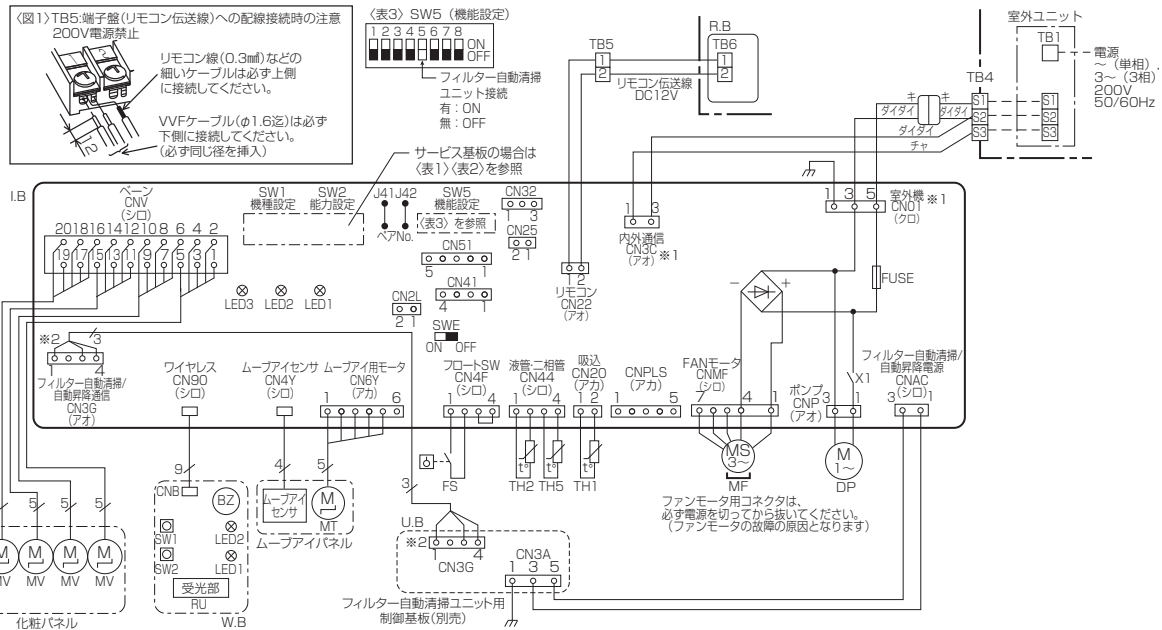 〈図1〉TB5:端子盤(リモコン伝送線)への配線接続時の注意
200V電源禁止
リモコン線(0.3㎟)などの
細いケーブルは必ず上側
に接続してください。
VVFケーブル(φ1.6迄)は必ず
下側に接続してください。
(必ず同じ径を挿入)
12
〈表3〉SW5 (機能設定)
1 2 3 4 5 6 7 8
ON
OFF
フィルター自動清掃
ユニット接続
有：ON
無：OFF
サービス基板の場合は
〈表1〉〈表2〉を参照
TB5
1
2
リモコン伝送線
DC12V
R.B
TB6
1
2
室外ユニット
TB1
電源
～（単相）、
3～（3相）
200V
50/60Hz
TB4
キ キ
ダイダイ ダイダイ
ダイダイ
チャ
S1 S1
S2 S2
S3 S3
I.B
ベーン
CNV
(シロ)
20 18 16 14 12 10 8 6 4 2
19 17 15 13 11 9 7 5 3 1
SW1
機種設定
SW2
能力設定
J41 J42
ペアNo.
SW5
機能設定
〈表3〉を参照
CN32
1 3
CN25
2 1
CN51
5 1
CN41
4 1
CN2L
2 1
SWE
ON OFF
LED3 LED2 LED1
1 2
リモコン
CN22
(アオ)
1 3
内外通信
CN3C ※1
(アオ)
1 3 5
室外機 ※1
CN01
(クロ)
FUSE
－ ＋
X1
※2 3
1 4
フィルター自動清掃/
自動昇降通信
CN3G
(アオ)
ワイヤレス
CN90
(シロ)
ムーブアイセンサ
CN4Y
(シロ)
ムーブアイ用モータ
CN6Y
(アカ)
1 6
フロートSW
CN4F
(シロ)
1 4
液管・二相管
CN44
(シロ)
1 4
吸込
CN20
(アカ)
1 2
CNPLS
(アカ)
1 5
FANモータ
CNMF
(シロ)
7 4 1
ポンプ
CNP
(アオ)
3 1
フィルター自動清掃/
自動昇降電源
CNAC
(シロ)
3 1
9
4
5
3
5 5 5 5
FS
t° t° t°
TH2 TH5 TH1
MS
3～
MF
M
1～
DP
ファンモータ用コネクタは、
必ず電源を切ってから抜いてください。
（ファンモータの故障の原因となります）
M M M M
MV MV MV MV
化粧パネル
CNB
BZ
SW1
SW2
LED2
LED1
受光部
RU
W.B
ムーブアイ
センサ
M
MT
ムーブアイパネル
U.B
※2
1 4
CN3G
CN3A
1 3 5
フィルター自動清掃ユニット用
制御基板(別売)